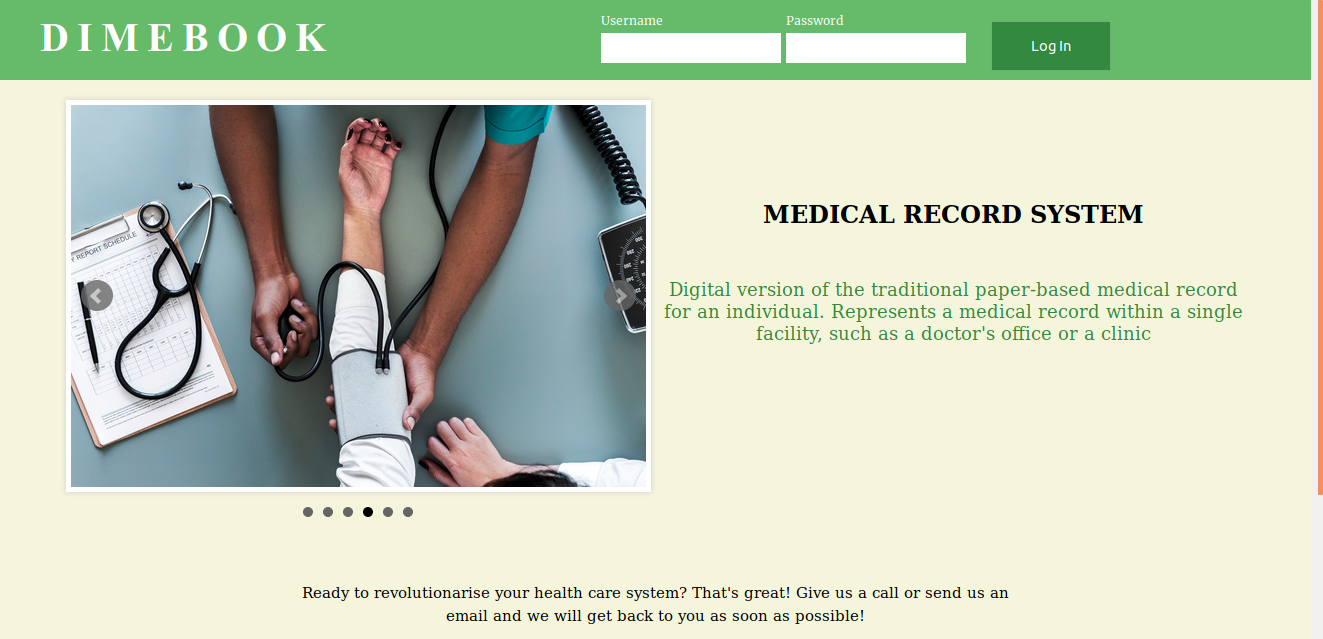 DIMEBOOK
Username
Password
Log In
REPORT SCHEDULE
MEDICAL RECORD SYSTEM
Digital version of the traditional paper-based medical record
for an individual. Represents a medical record within a single
facility, such as a doctor's office or a clinic
Ready to revolutionarise your health care system? That's great! Give us a call or send us an
email and we will get back to you as soon as possible!